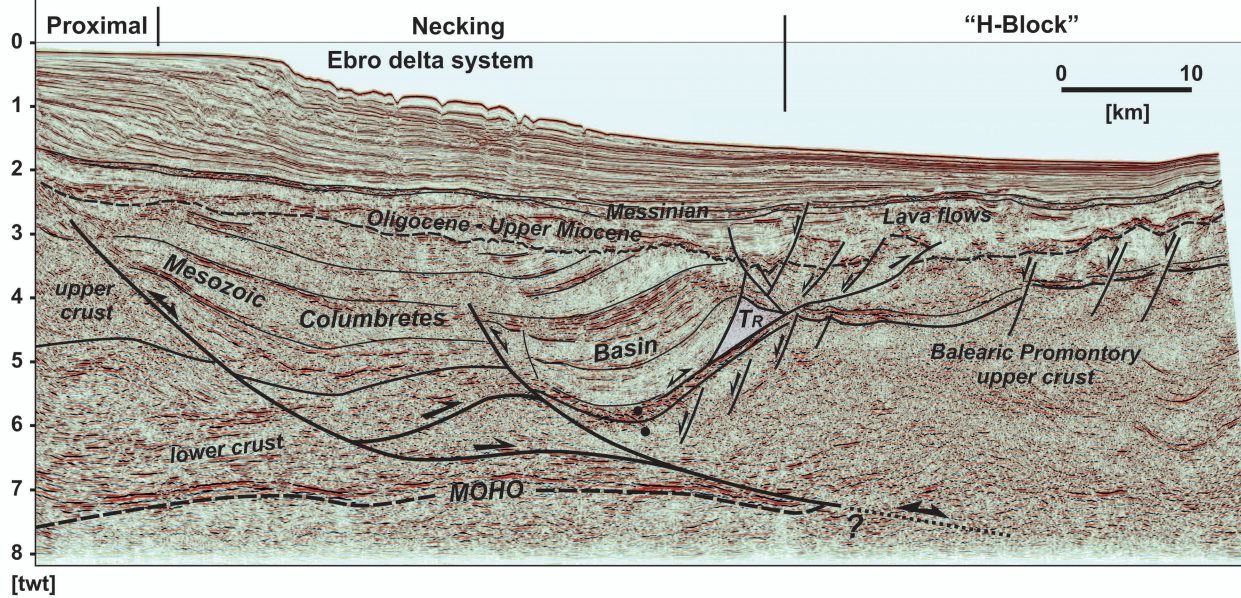 Proximal
Necking
“H-Block”
Ebro delta system
0
1
2
3
4
5
6
7
8
[twt]
0 10
[km]
Messinian
Oligocene - Upper Miocene
Lava flows
Mesozoic
upper
crust
Columbretes
Basin
TR
Balearic Promontory
upper crust
lower crust
MOHO
?